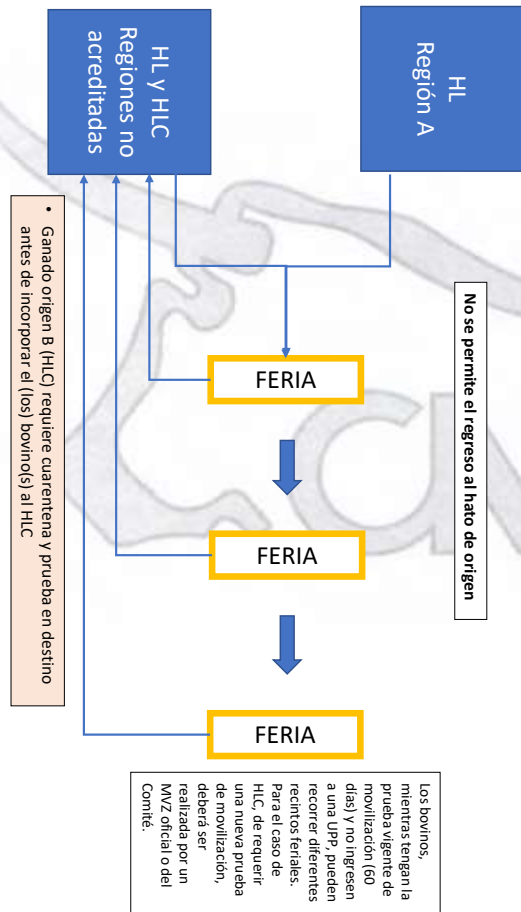 HL
Región A
HL y HLC
Regiones no
acreditadas
No se permite el regreso al hato de origen
FERIA
FERIA
FERIA
Los bovinos,
mientras tengan la
prueba vigente de
movilización (60
días) y no ingresen
a una UPP, pueden
recorrer diferentes
recintos feriales.
Para el caso de
HLC, de requerir
una nueva prueba
de movilización,
deberá ser
realizada por un
MVZ oficial o del
Comité.
• Ganado origen B (HLC) requiere cuarentena y prueba en destino
antes de incorporar el (los) bovino(s) al HLC